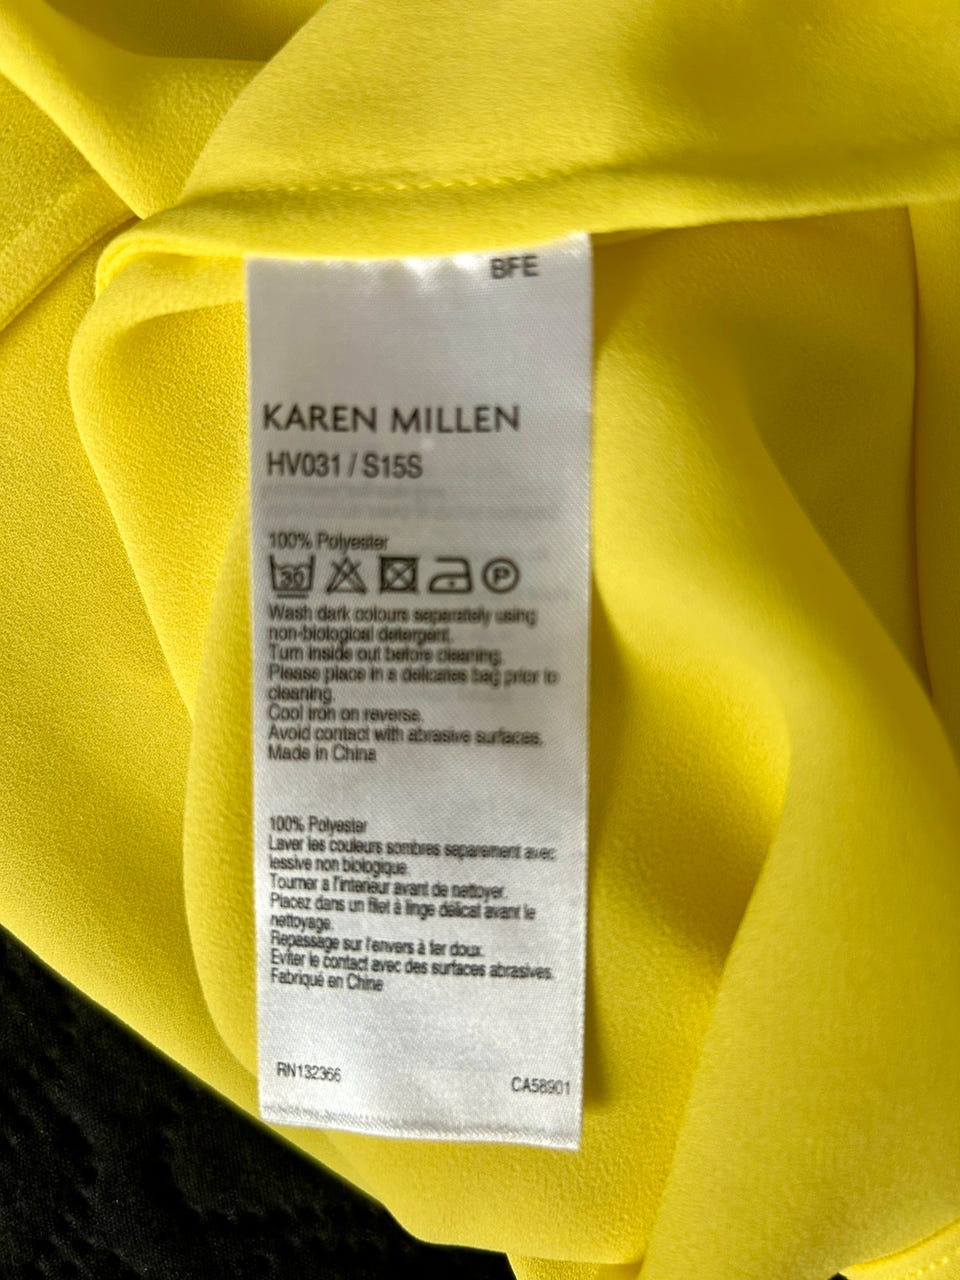 BFE
KAREN MILLEN
HV031 / S15S
100% Polyester
30
P
Wash dark colours separately using
non-biological detergent.
Turn inside out before cleaning.
Please place in a delicates bag prior to
cleaning.
Cool iron on reverse.
Avoid contact with abrasive surfaces.
Made in China
100% Polyester
Laver les couleurs sombres separement avec
lessive non biologique.
Tourner a l'interieur avant de nettoyer.
Placez dans un filet à linge délicat avant le
nettoyage.
Repassage sur l'envers à fer doux.
Eviter le contact avec des surfaces abrasives.
Fabriqué en Chine
RN132366
CA58901